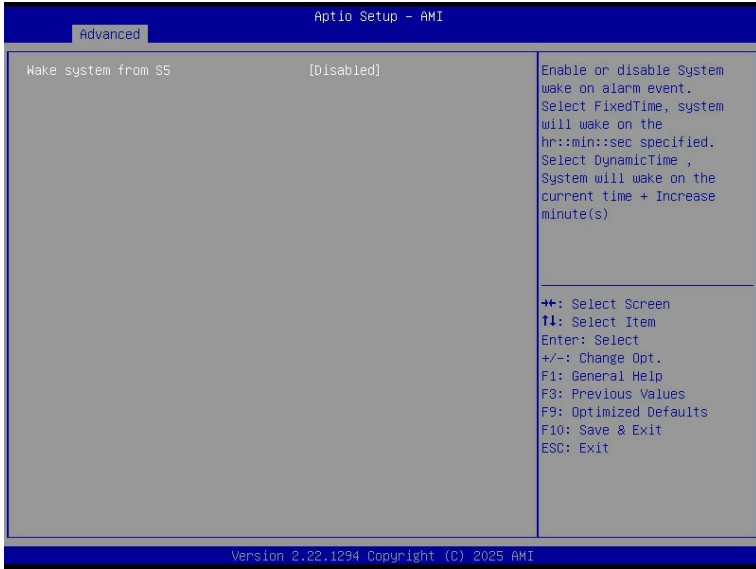 Aptio Setup – AMI
Advanced
Wake system from S5 [Disabled]
Enable or disable System
wake on alarm event.
Select FixedTime, system
will wake on the
hr::min::sec specified.
Select DynamicTime ,
System will wake on the
current time + Increase
minute(s)
→←: Select Screen
↑↓: Select Item
Enter: Select
+/-: Change Opt.
F1: General Help
F3: Previous Values
F9: Optimized Defaults
F10: Save & Exit
ESC: Exit
Version 2.22.1294 Copyright (C) 2025 AMI